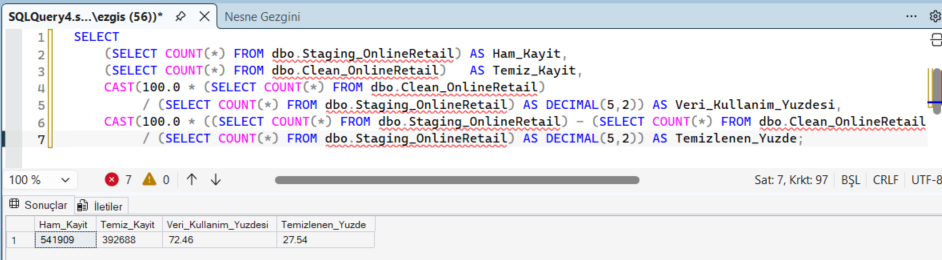 SQLQuery4.s...\ezgis (56))*
Nesne Gezgini
1 SELECT
2 (SELECT COUNT(*) FROM dbo.Staging_OnlineRetail) AS Ham_Kayit,
3 (SELECT COUNT(*) FROM dbo.Clean_OnlineRetail) AS Temiz_Kayit,
4 CAST(100.0 * (SELECT COUNT(*) FROM dbo.Clean_OnlineRetail)
5 / (SELECT COUNT(*) FROM dbo.Staging_OnlineRetail) AS DECIMAL(5,2)) AS Veri_Kullanim_Yuzdesi,
6 CAST(100.0 * ((SELECT COUNT(*) FROM dbo.Staging_OnlineRetail) - (SELECT COUNT(*) FROM dbo.Clean_OnlineRetail
7 / (SELECT COUNT(*) FROM dbo.Staging_OnlineRetail) AS DECIMAL(5,2)) AS Temizlenen_Yuzde;
100 % 7 0 Sat: 7, Krkt: 97 BŞL CRLF UTF-8
Sonuçlar İletiler
Ham_Kayit Temiz_Kayit Veri_Kullanim_Yuzdesi Temizlenen_Yuzde
1 541909 392688 72.46 27.54